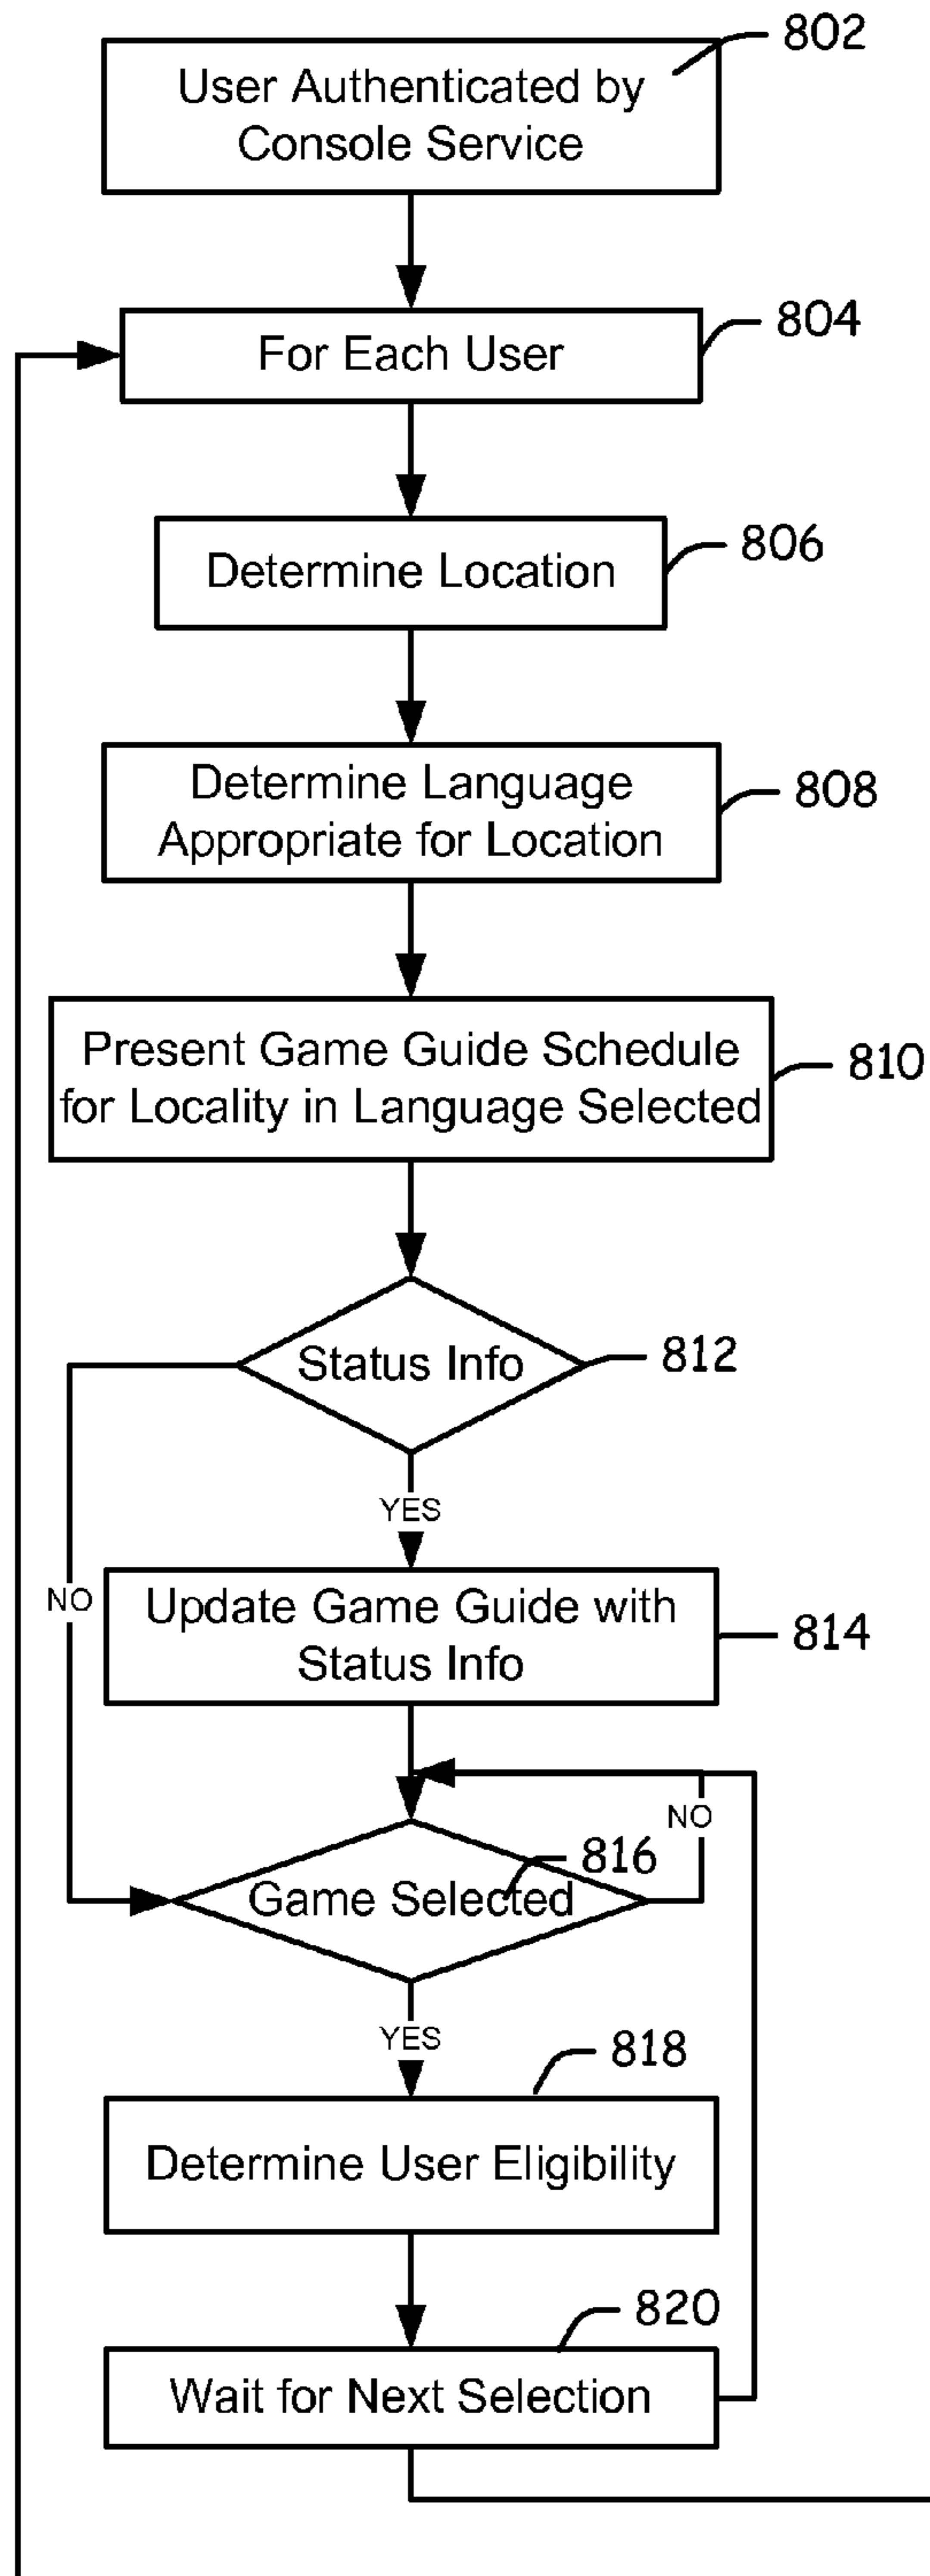 802
User Authenticated by
Console Service
804
For Each User
806
Determine Location
808
Determine Language
Appropriate for Location
810
Present Game Guide Schedule
for Locality in Language Selected
Status Info
812
YES
NO
Update Game Guide with
Status Info
814
NO
816
Game Selected
YES
818
Determine User Eligibility
820
Wait for Next Selection